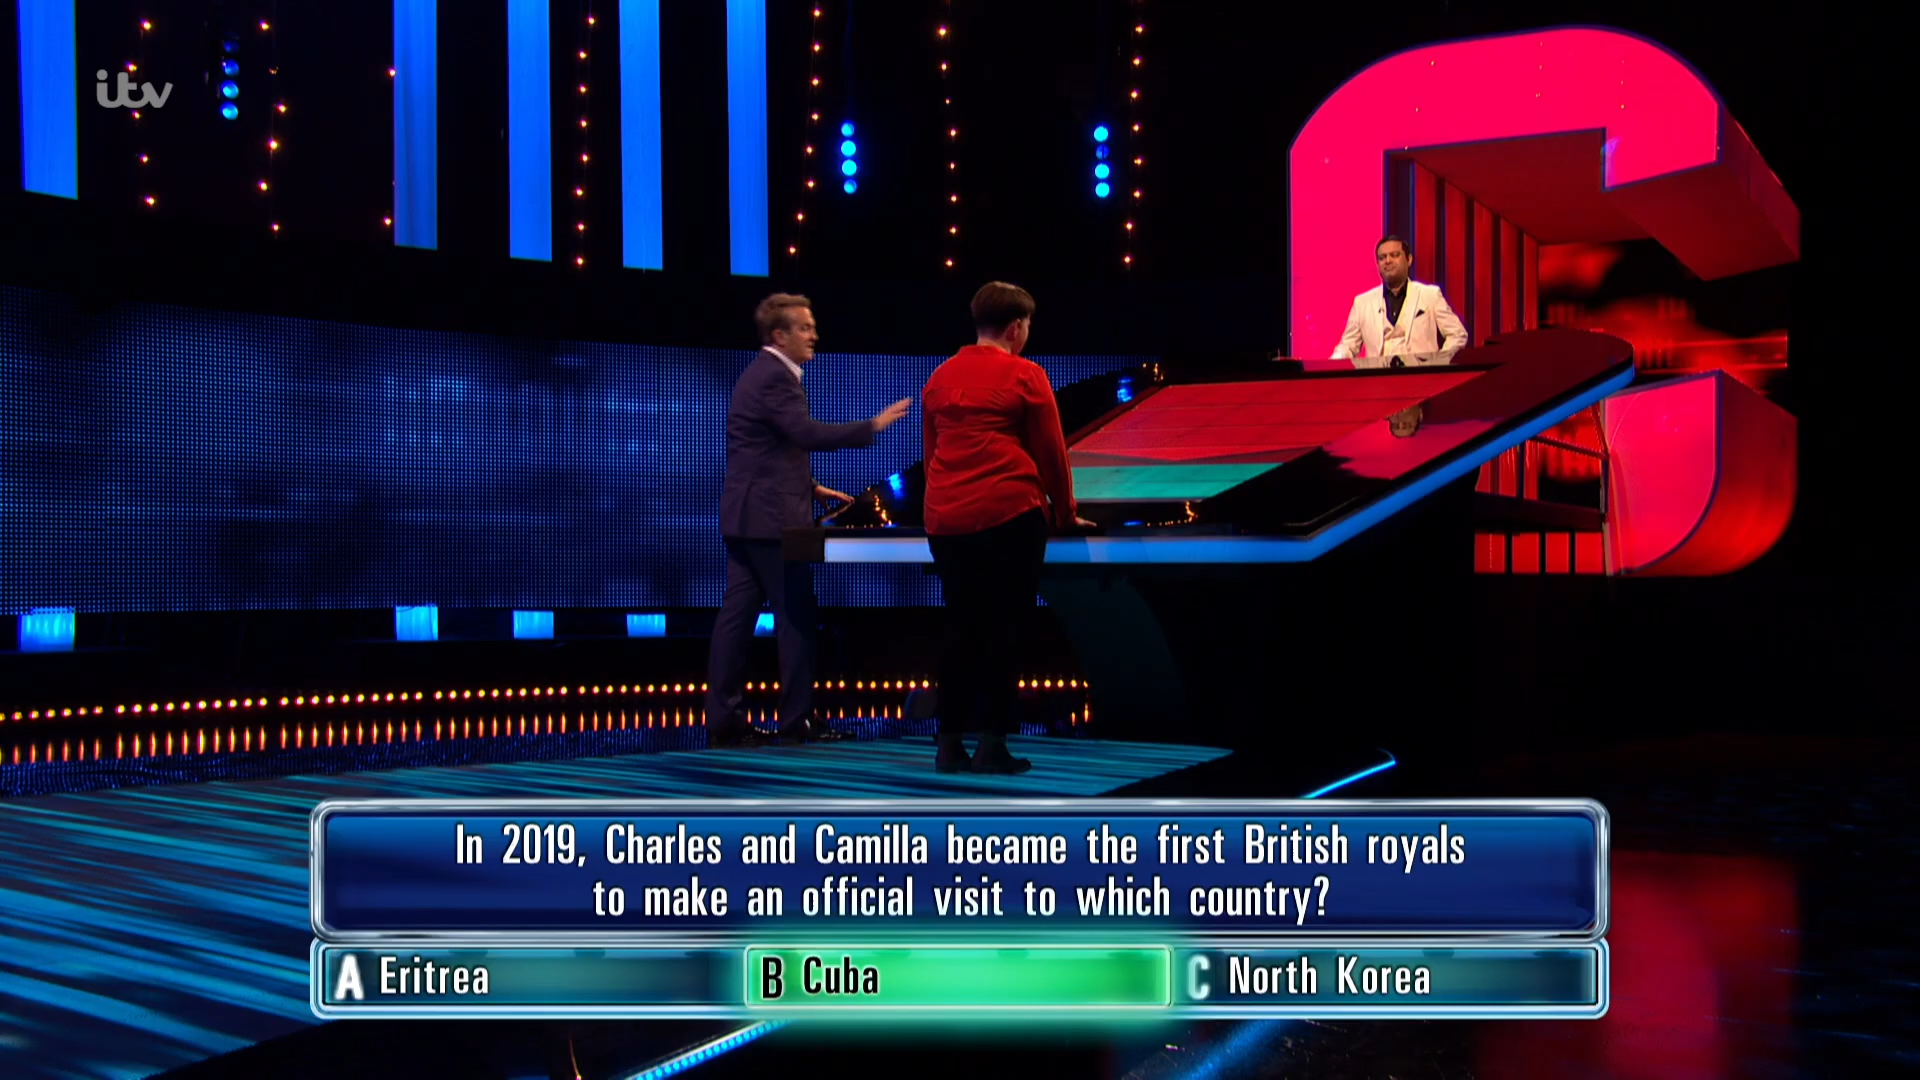 itv
In 2019, Charles and Camilla became the first British royals
to make an official visit to which country?
A Eritrea
B Cuba
C North Korea